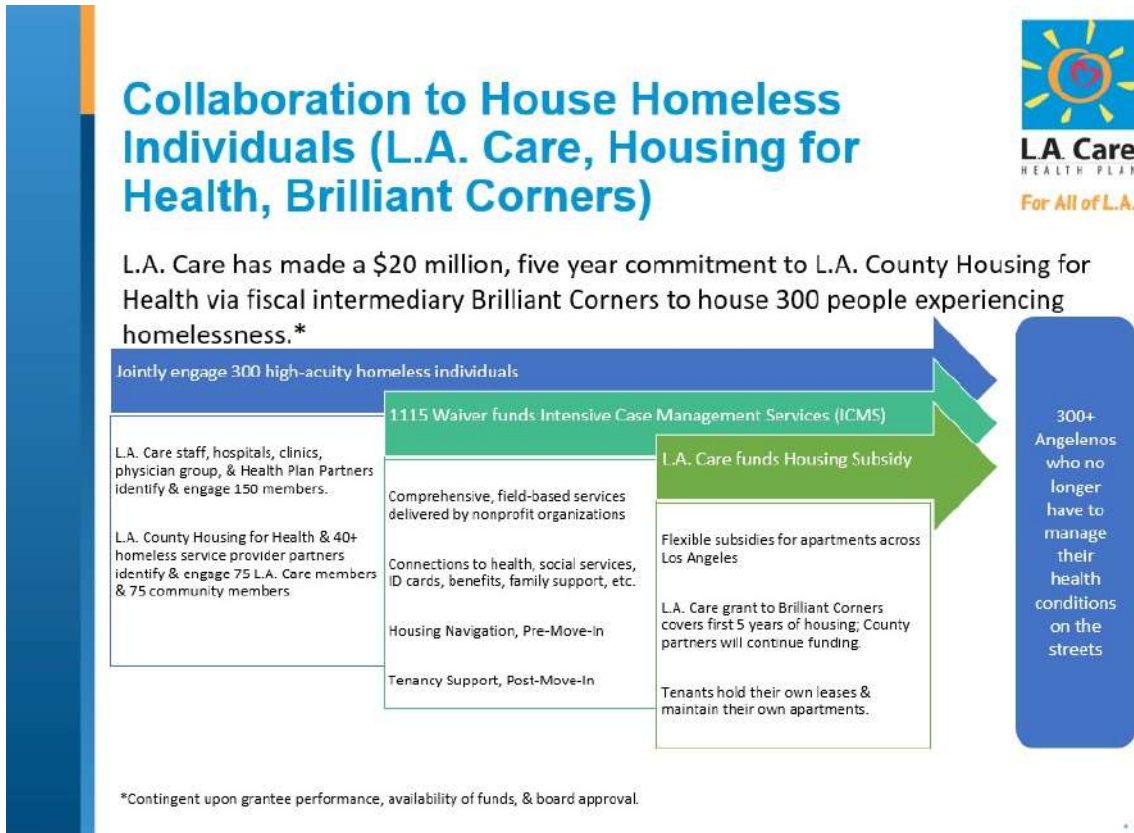 Collaboration to House Homeless
Individuals (L.A. Care, Housing for
Health, Brilliant Corners)
L.A. Care
HEALTH PLAN
For All of L.A.
L.A. Care has made a $20 million, five year commitment to L.A. County Housing for
Health via fiscal intermediary Brilliant Corners to house 300 people experiencing
homelessness.*
Jointly engage 300 high-acuity homeless individuals
L.A. Care staff, hospitals, clinics,
physician group, & Health Plan Partners
identify & engage 150 members.
L.A. County Housing for Health & 40+
homeless service provider partners
identify & engage 75 L.A. Care members
& 75 community members
1115 Waiver funds Intensive Case Management Services (ICMS)
Comprehensive, field-based services
delivered by nonprofit organizations
Connections to health, social services,
ID cards, benefits, family support, etc.
Housing Navigation, Pre-Move-In
Tenancy Support, Post-Move-In
L.A. Care funds Housing Subsidy
Flexible subsidies for apartments across
Los Angeles
L.A. Care grant to Brilliant Corners
covers first 5 years of housing; County
partners will continue funding.
Tenants hold their own leases &
maintain their own apartments.
300+
Angelenos
who no
longer
have to
manage
their
health
conditions
on the
streets
*Contingent upon grantee performance, availability of funds, & board approval.